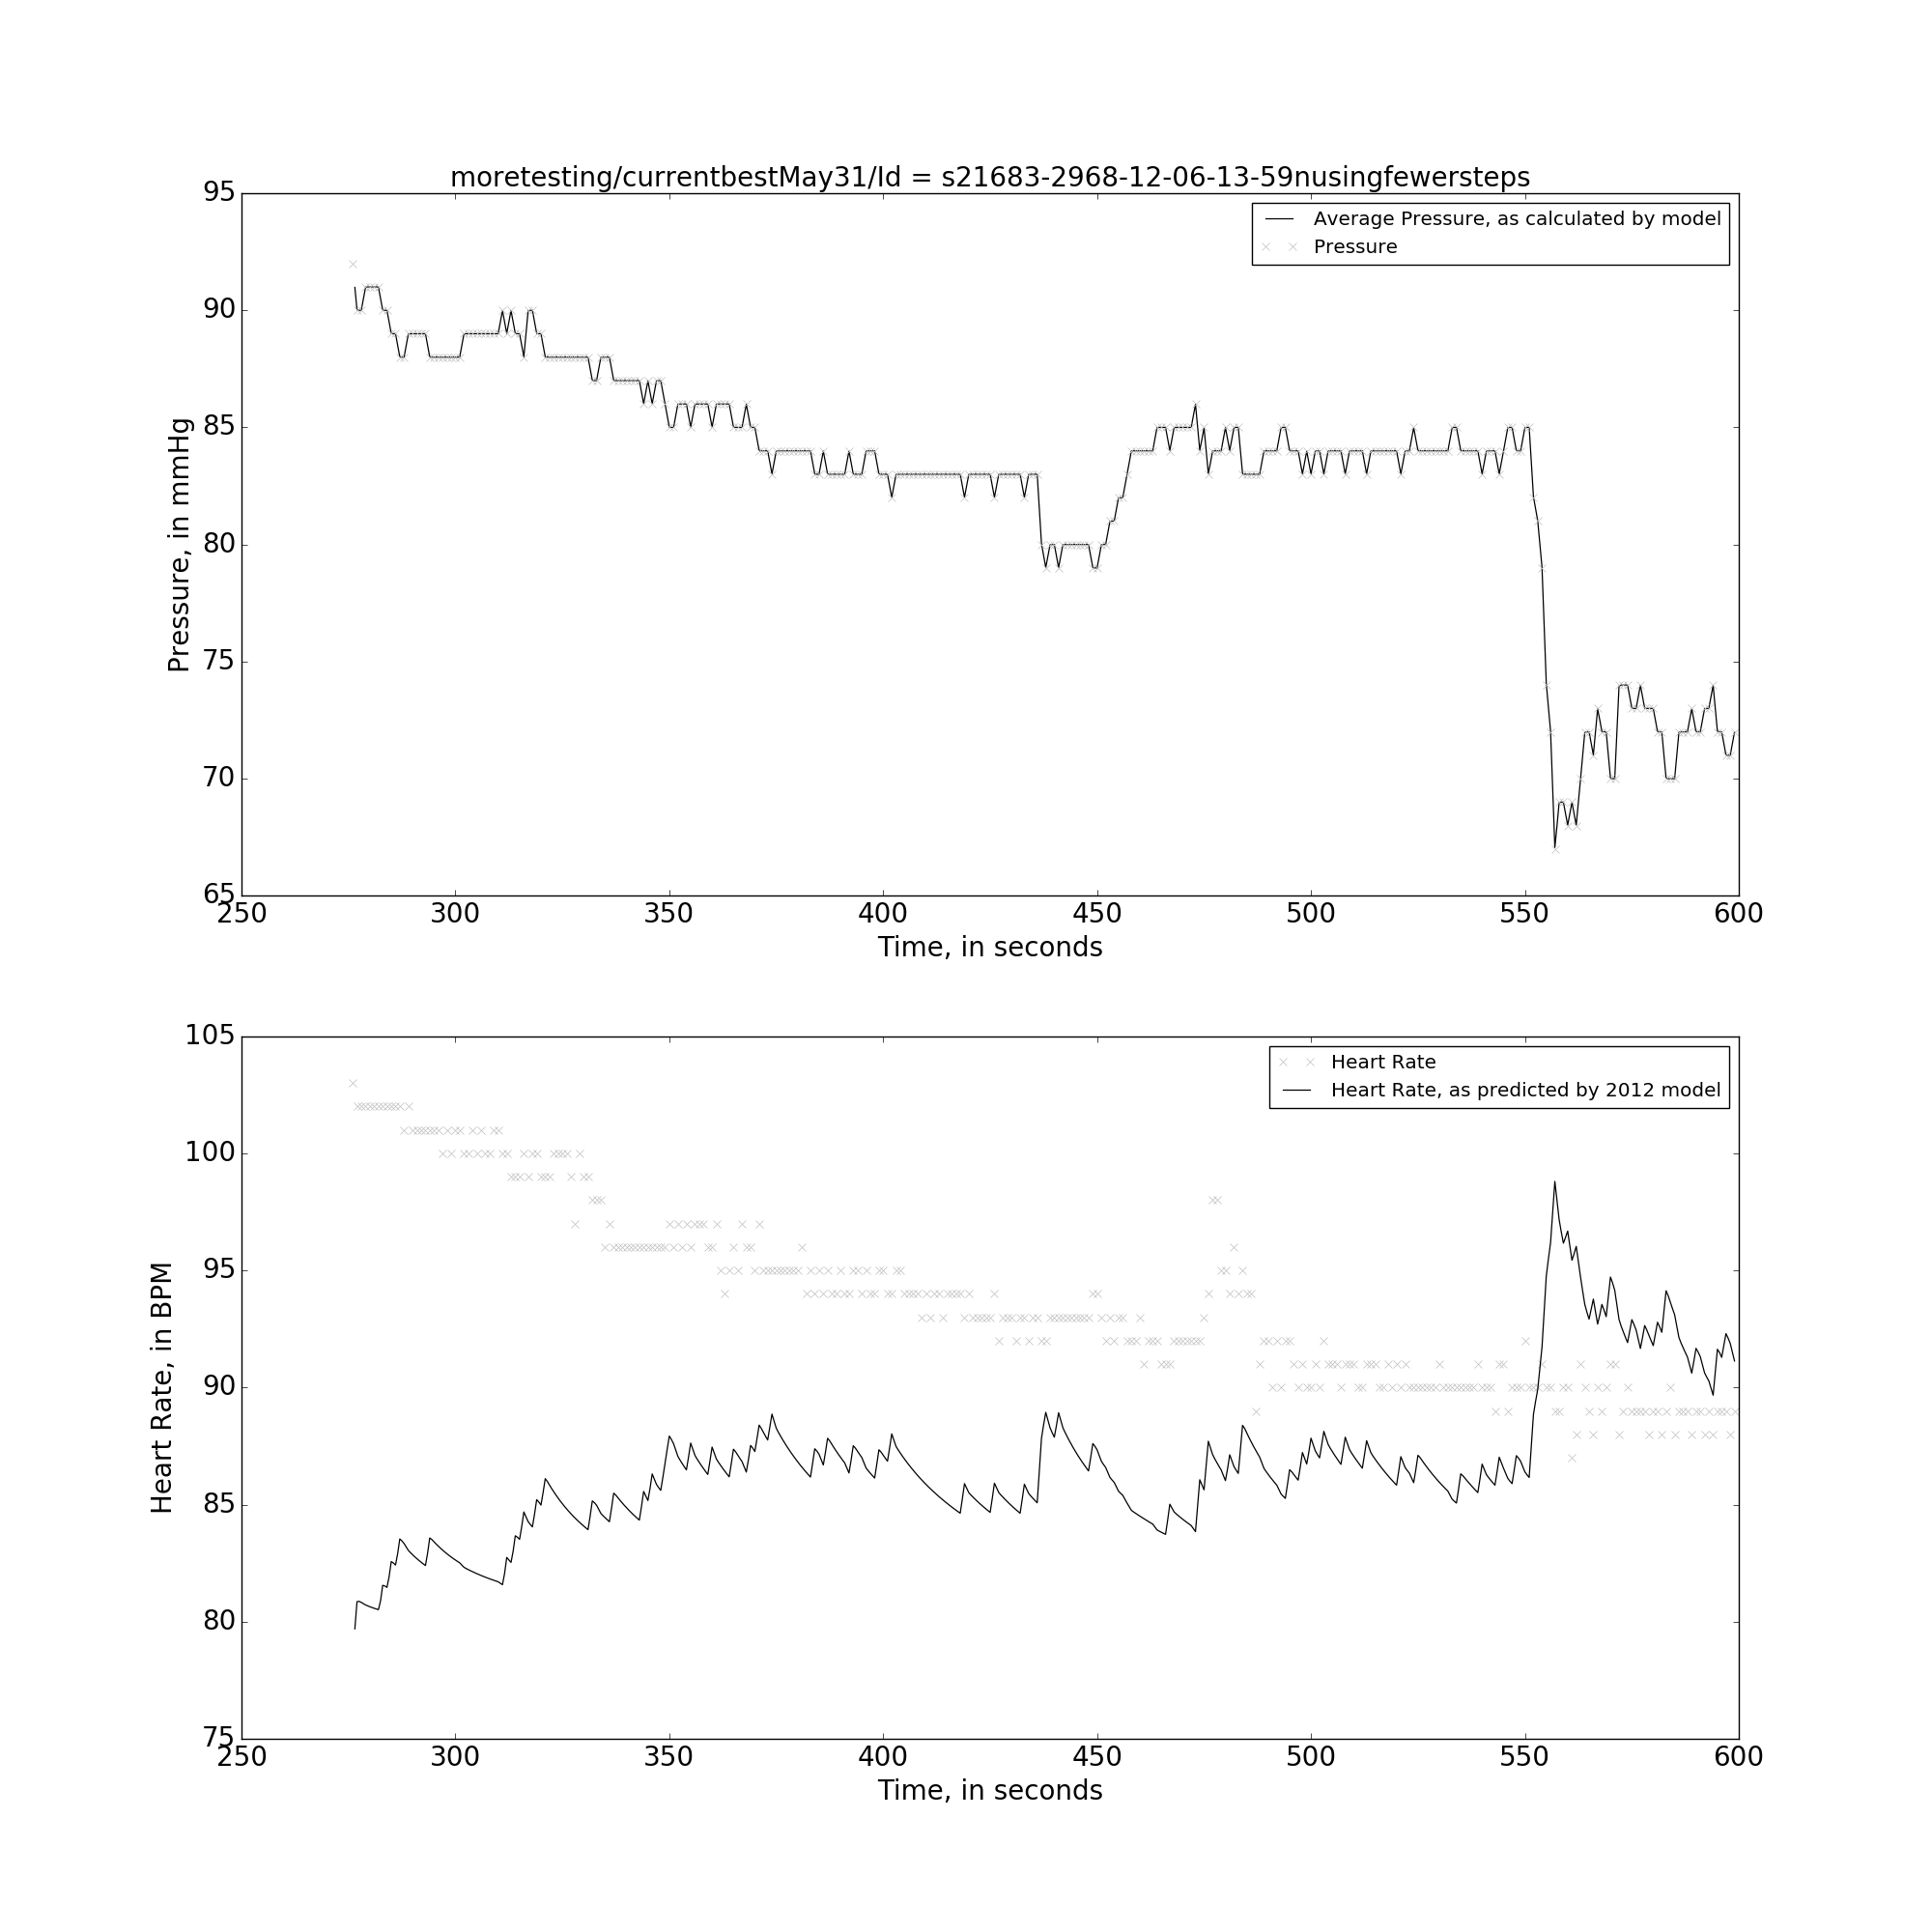 moretesting/currentbestMay31/Id = s21683-2968-12-06-13-59nusingfewersteps
95
90
85
80
75
70
65
Pressure, in mmHg
Average Pressure, as calculated by model
Pressure
250 300 350 400 450 500 550 600
Time, in seconds
105
100
95
90
85
80
75
Heart Rate, in BPM
Heart Rate
Heart Rate, as predicted by 2012 model
250 300 350 400 450 500 550 600
Time, in seconds